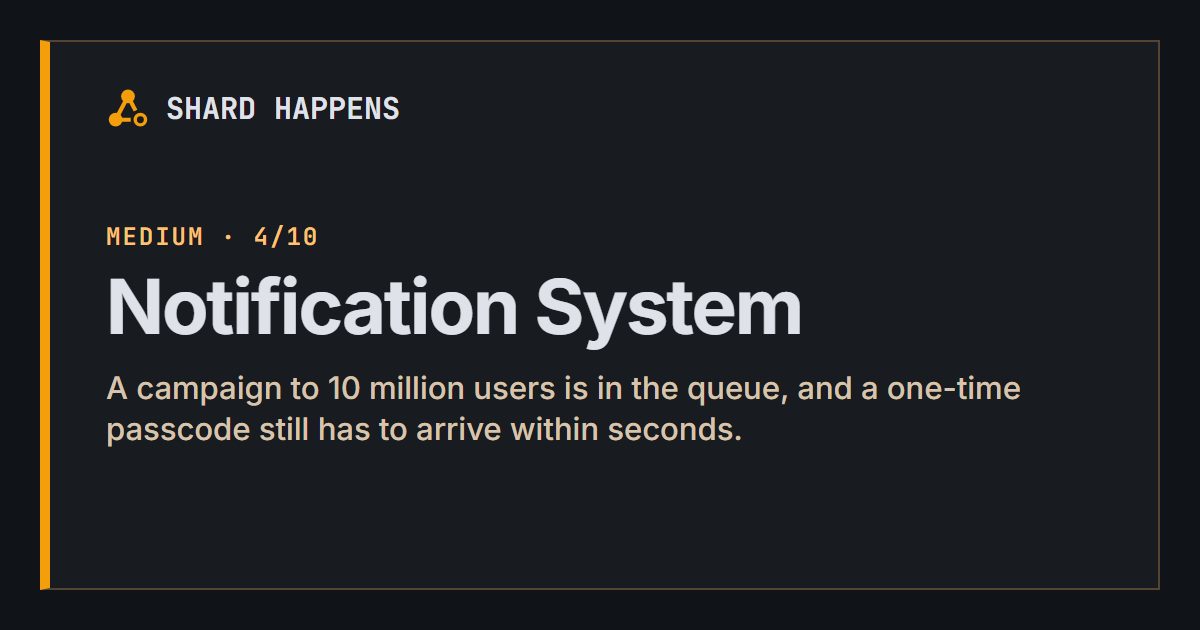 SHARD HAPPENS
MEDIUM · 4/10
Notification System
A campaign to 10 million users is in the queue, and a one-time
passcode still has to arrive within seconds.